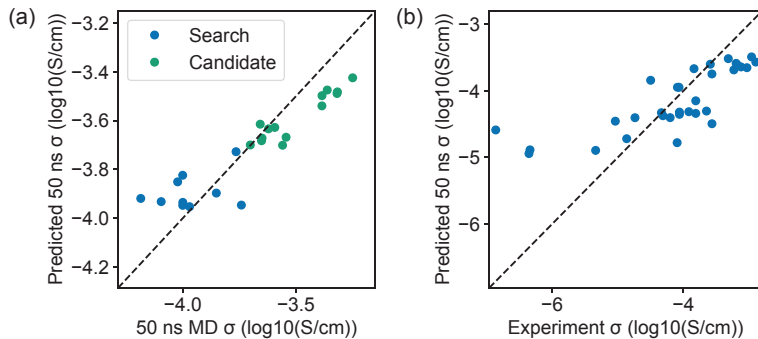 (a)
Predicted 50 ns σ (log10(S/cm))
−3.2
−3.4
−3.6
−3.8
−4.0
−4.2
Search
Candidate
−4.0
−3.5
50 ns MD σ (log10(S/cm))
(b)
Predicted 50 ns σ (log10(S/cm))
−3
−4
−5
−6
−6
−4
Experiment σ (log10(S/cm))